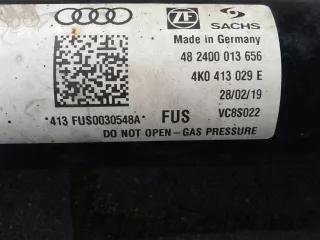 ZF SACHS
Made in Germany
48 2400 013 656
4K0 413 029 E
28/02/19
*413 FUS0030548A* FUS VC8S022
DO NOT OPEN-GAS PRESSURE